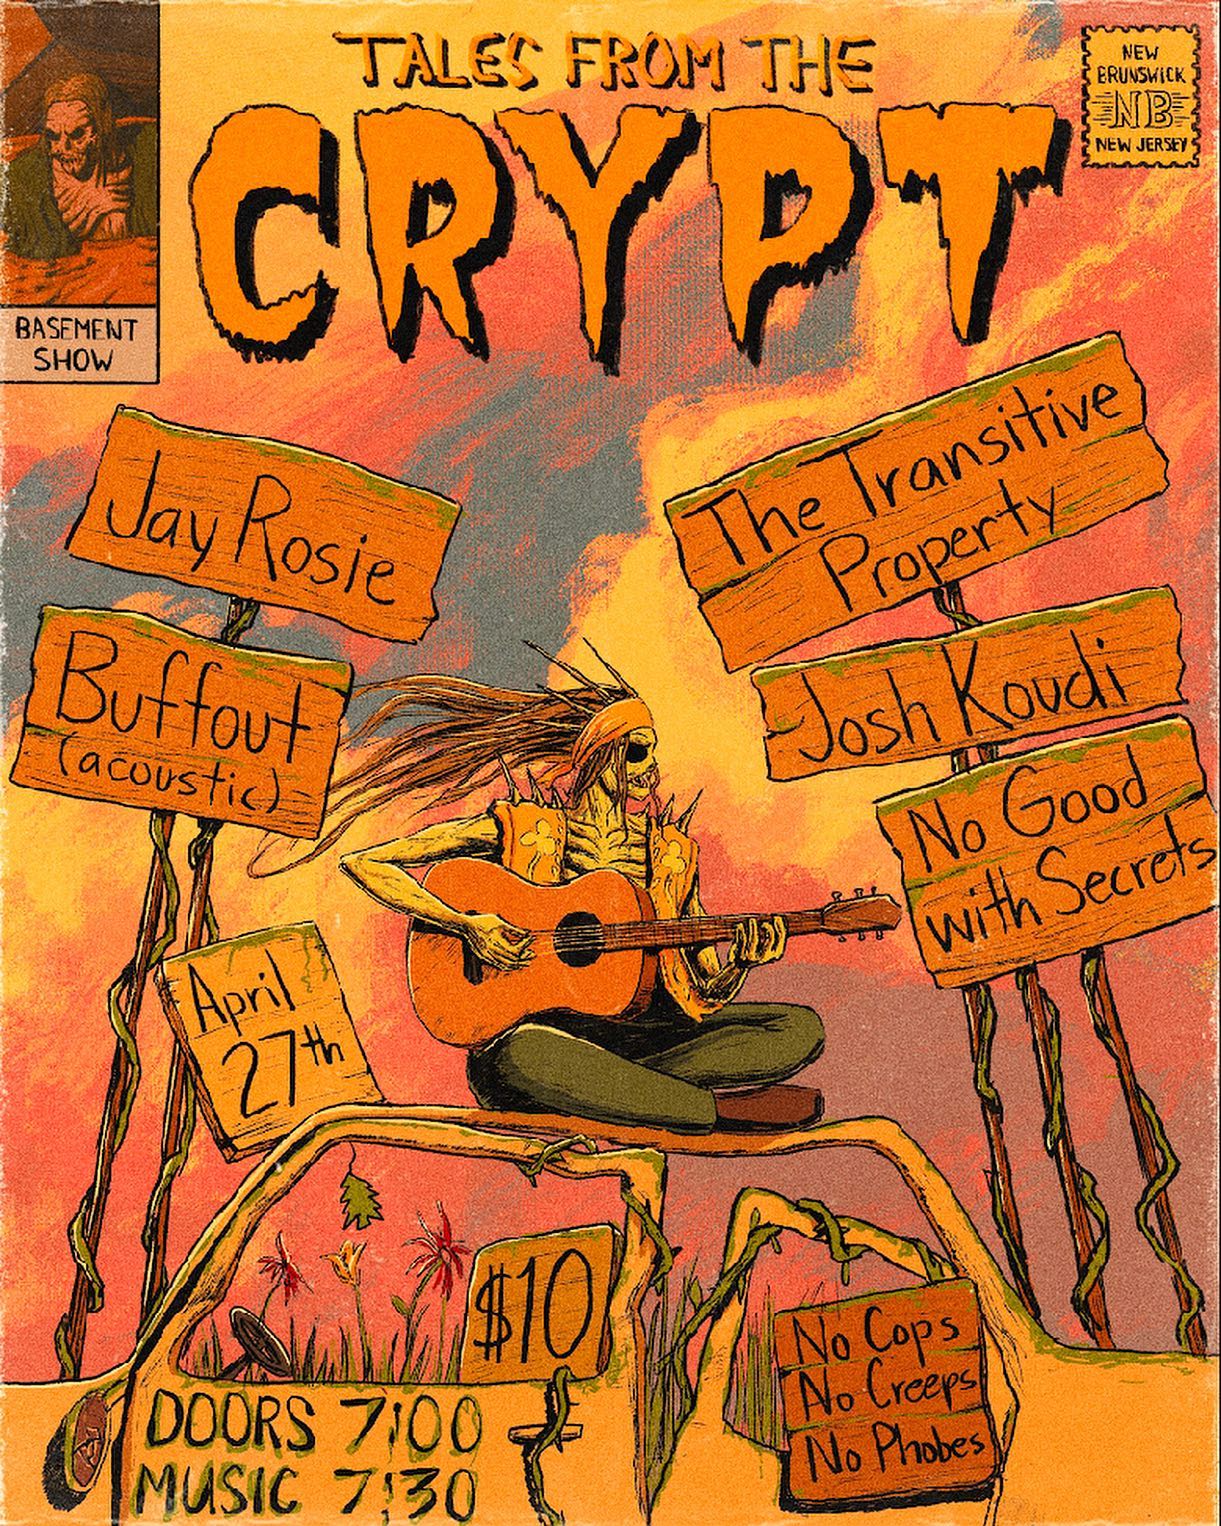 TALES FROM THE
CRYPT
NEW
BRUNSWICK
NB
NEW JERSEY
BASEMENT
SHOW
Jay Rosie
Buffout
(acoustic)
The Transitive
Property
Josh Koudi
No Good
with Secrets
April
27th
$10
No Cops
No Creeps
No Phobes
DOORS 7:00
MUSIC 7:30